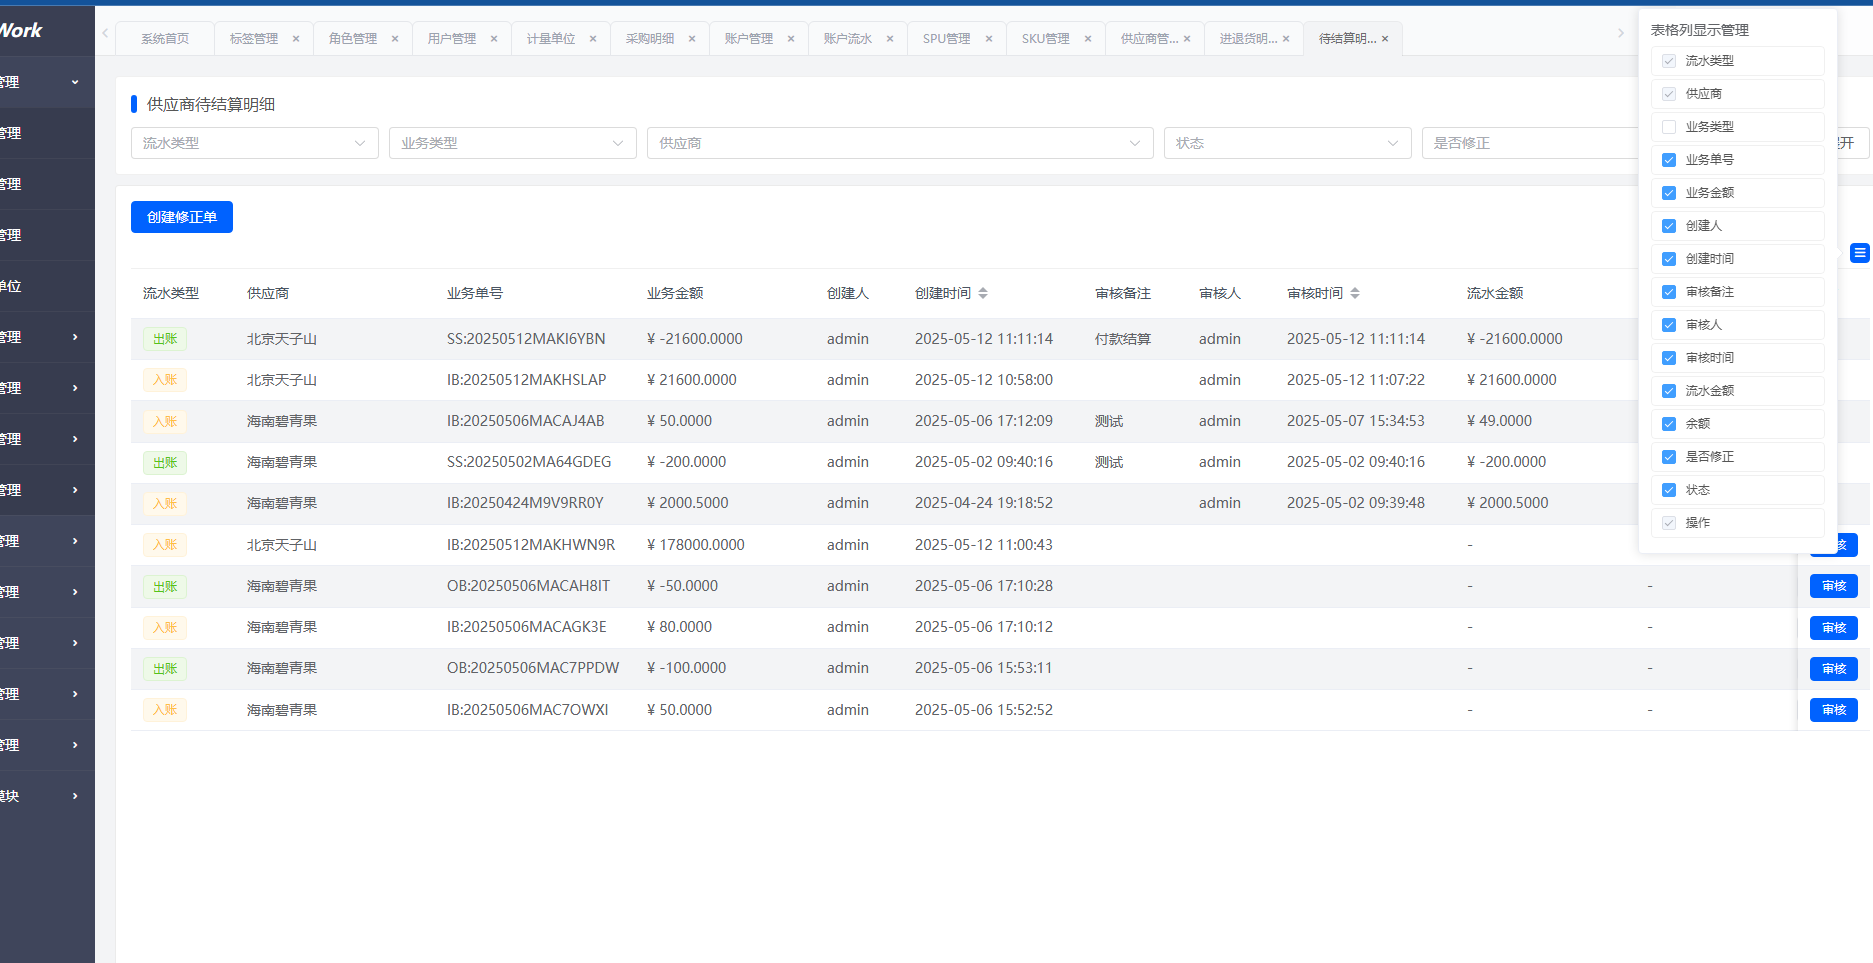 Work
系统首页 标签管理 × 角色管理 × 用户管理 × 计量单位 × 采购明细 × 账户管理 × 账户流水 × SPU管理 × SKU管理 × 供应商管... × 进退货明... × 待结算明... ×
管理
管理
管理
管理
单位
管理
管理
管理
管理
管理
管理
管理
管理
管理
模块
供应商待结算明细
流水类型 业务类型 供应商 状态 是否修正 展开
创建修正单
流水类型 供应商 业务单号 业务金额 创建人 创建时间 审核备注 审核人 审核时间 流水金额
出账 北京天子山 SS:20250512MAKI6YBN ¥ -21600.0000 admin 2025-05-12 11:11:14 付款结算 admin 2025-05-12 11:11:14 ¥ -21600.0000
入账 北京天子山 IB:20250512MAKHSLAP ¥ 21600.0000 admin 2025-05-12 10:58:00 admin 2025-05-12 11:07:22 ¥ 21600.0000
入账 海南碧青果 IB:20250506MACAJ4AB ¥ 50.0000 admin 2025-05-06 17:12:09 测试 admin 2025-05-07 15:34:53 ¥ 49.0000
出账 海南碧青果 SS:20250502MA64GDEG ¥ -200.0000 admin 2025-05-02 09:40:16 测试 admin 2025-05-02 09:40:16 ¥ -200.0000
入账 海南碧青果 IB:20250424M9V9RR0Y ¥ 2000.5000 admin 2025-04-24 19:18:52 admin 2025-05-02 09:39:48 ¥ 2000.5000
入账 北京天子山 IB:20250512MAKHWN9R ¥ 178000.0000 admin 2025-05-12 11:00:43 - 核
出账 海南碧青果 OB:20250506MACAH8IT ¥ -50.0000 admin 2025-05-06 17:10:28 - - 审核
入账 海南碧青果 IB:20250506MACAGK3E ¥ 80.0000 admin 2025-05-06 17:10:12 - - 审核
出账 海南碧青果 OB:20250506MAC7PPDW ¥ -100.0000 admin 2025-05-06 15:53:11 - - 审核
入账 海南碧青果 IB:20250506MAC7OWXI ¥ 50.0000 admin 2025-05-06 15:52:52 - - 审核
表格列显示管理
流水类型
供应商
业务类型
业务单号
业务金额
创建人
创建时间
审核备注
审核人
审核时间
流水金额
余额
是否修正
状态
操作